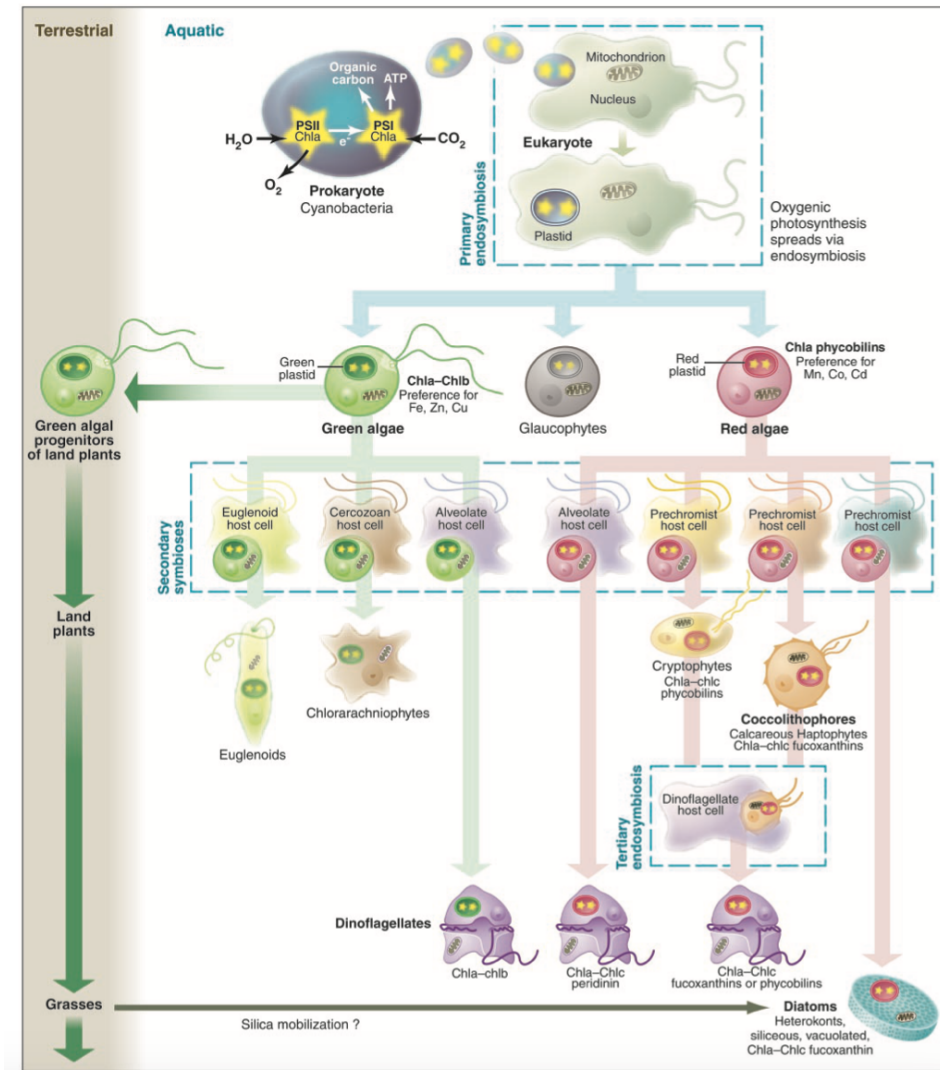 Terrestrial
Aquatic
Organic
carbon
ATP
PSII
Chla
PSI
Chla
e-
H2O
CO2
O2
Prokaryote
Cyanobacteria
Mitochondrion
Nucleus
Eukaryote
Plastid
Primary
endosymbiosis
Oxygenic
photosynthesis
spreads via
endosymbiosis
Green algal
progenitors
of land plants
Green
plastid
Chla–Chlb
Preference for
Fe, Zn, Cu
Green algae
Glaucophytes
Red
plastid
Chla phycobilins
Preference for
Mn, Co, Cd
Red algae
Secondary
symbioses
Euglenoid
host cell
Cercozoan
host cell
Alveolate
host cell
Alveolate
host cell
Prechromist
host cell
Prechromist
host cell
Prechromist
host cell
Land
plants
Euglenoids
Chlorarachniophytes
Cryptophytes
Chla–chlc
phycobilins
Coccolithophores
Calcareous Haptophytes
Chla–chlc fucoxanthins
Tertiary
endosymbiosis
Dinoflagellate
host cell
Dinoflagellates
Chla–chlb
Chla–Chlc
peridinin
Chla–Chlc
fucoxanthins or phycobilins
Grasses
Silica mobilization ?
Diatoms
Heterokonts,
siliceous, vacuolated,
Chla–Chlc fucoxanthin